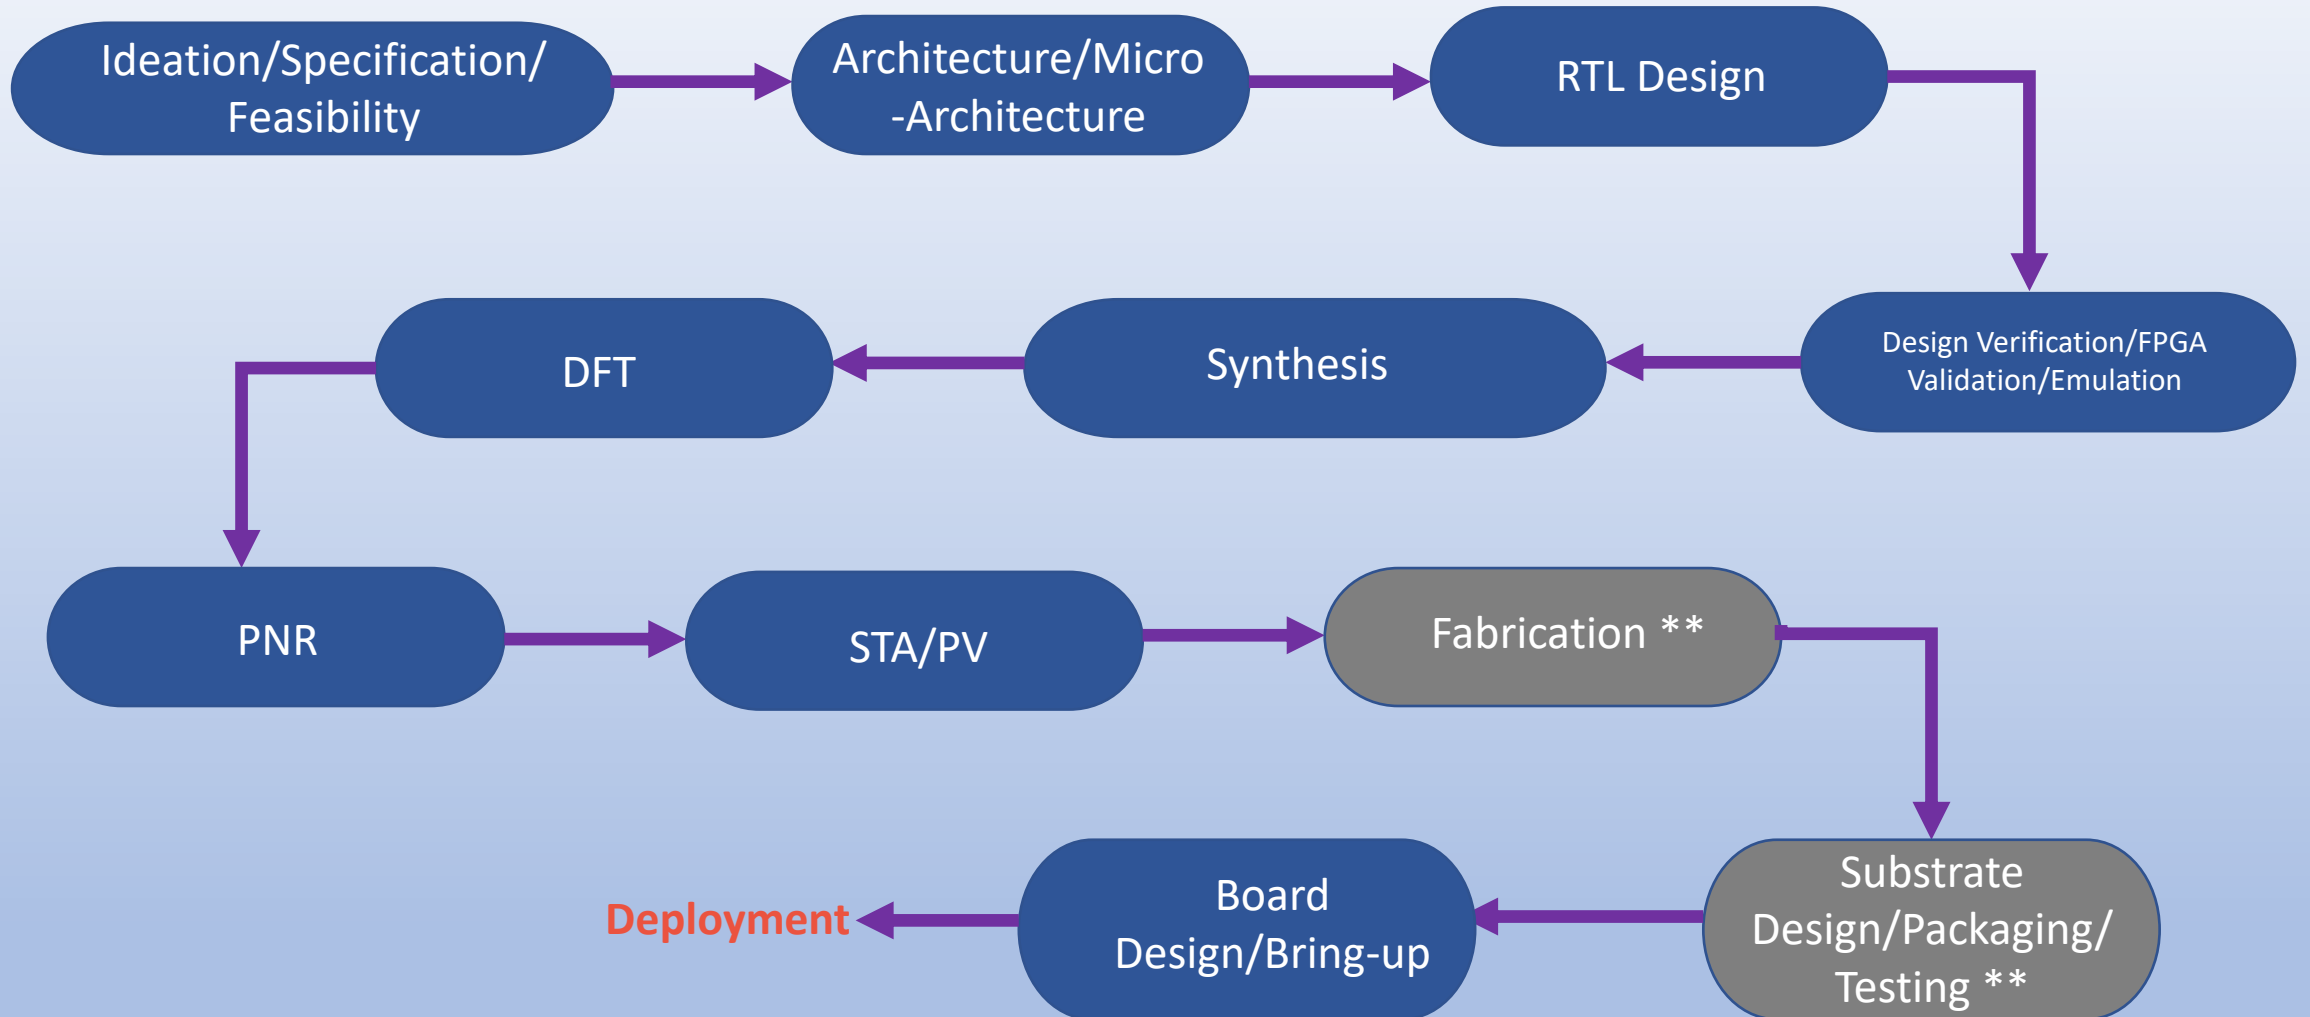 Ideation/Specification/
Feasibility
Architecture/Micro
-Architecture
RTL Design
Design Verification/FPGA
Validation/Emulation
Synthesis
DFT
PNR
STA/PV
Fabrication **
Substrate
Design/Packaging/
Testing **
Board
Design/Bring-up
Deployment